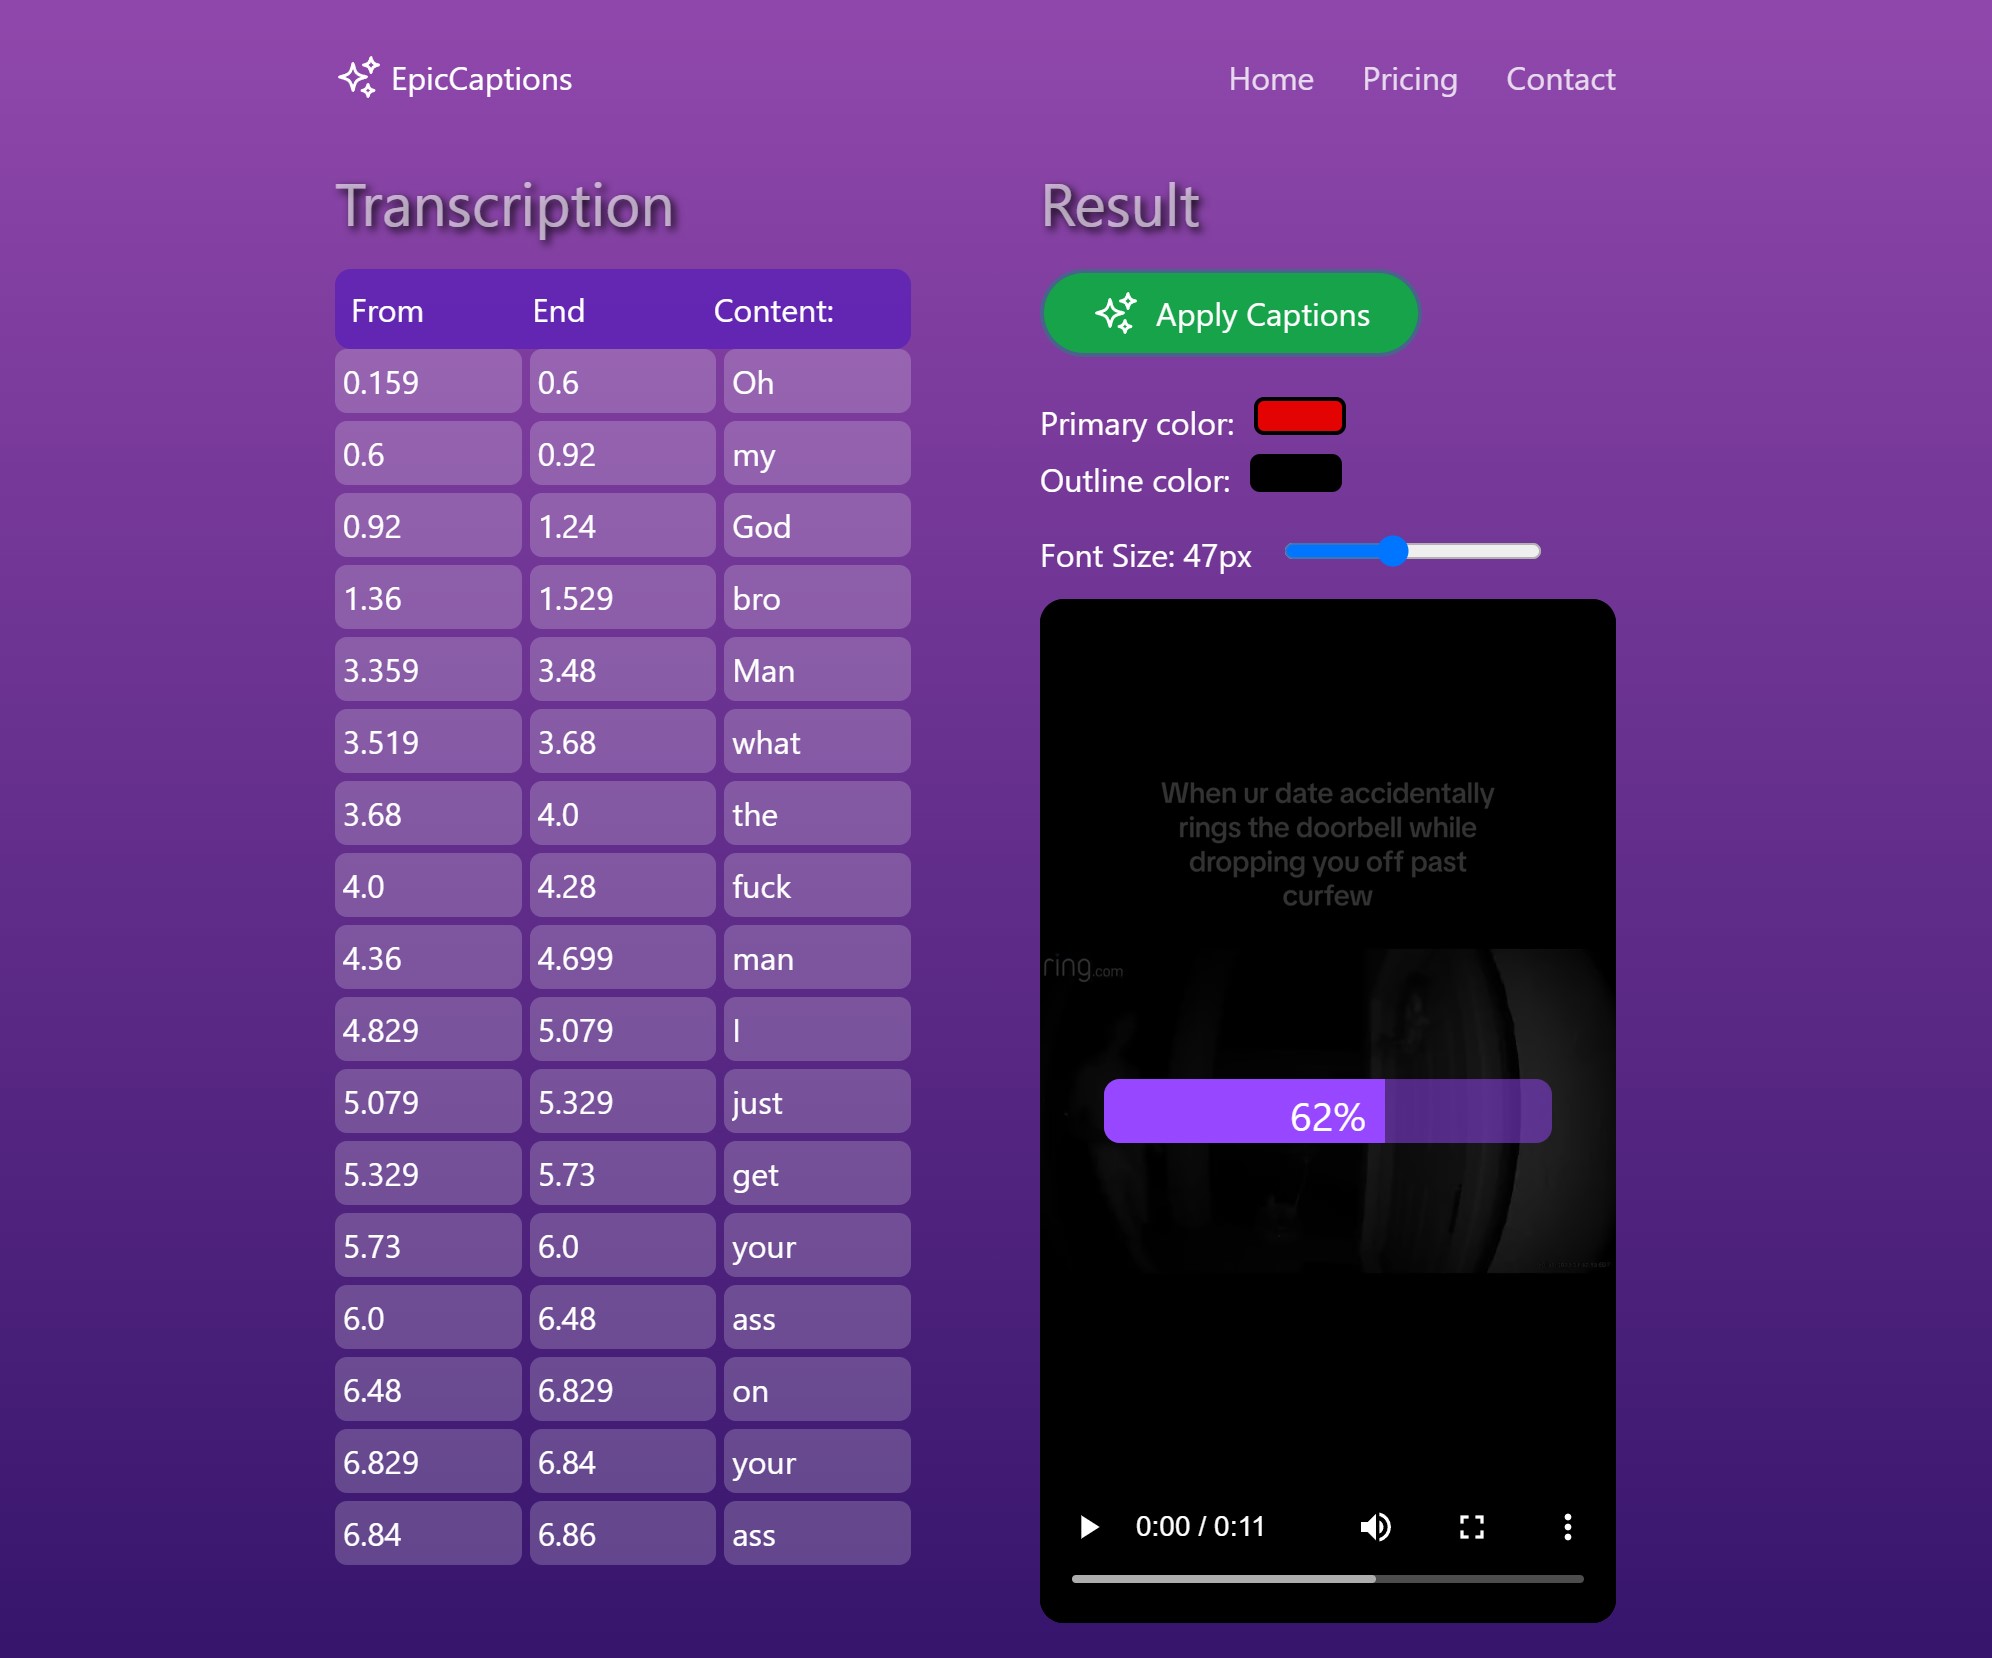 EpicCaptions
Home Pricing Contact
Transcription
From End Content:
0.159 0.6 Oh
0.6 0.92 my
0.92 1.24 God
1.36 1.529 bro
3.359 3.48 Man
3.519 3.68 what
3.68 4.0 the
4.0 4.28 fuck
4.36 4.699 man
4.829 5.079 I
5.079 5.329 just
5.329 5.73 get
5.73 6.0 your
6.0 6.48 ass
6.48 6.829 on
6.829 6.84 your
6.84 6.86 ass
Result
Apply Captions
Primary color:
Outline color:
Font Size: 47px
When ur date accidentally
rings the doorbell while
dropping you off past
curfew
ring.com
62%
0:00 / 0:11